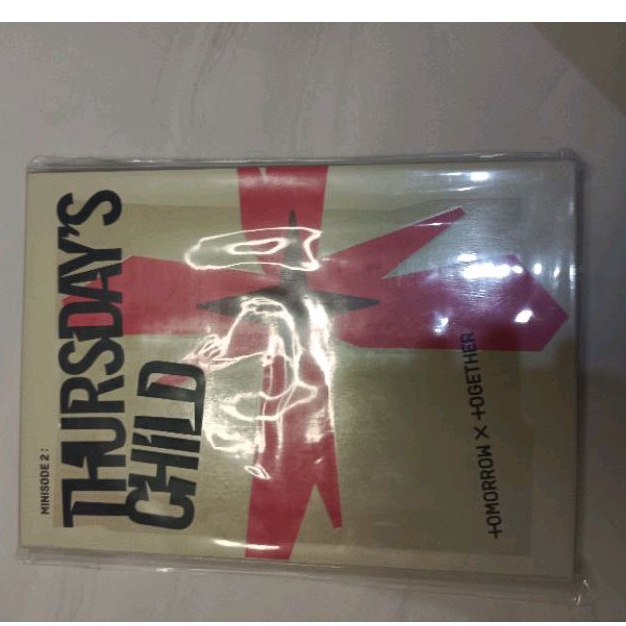 MINISODE 2:
THURSDAY'S
CHILD
TOMORROW X TOGETHER